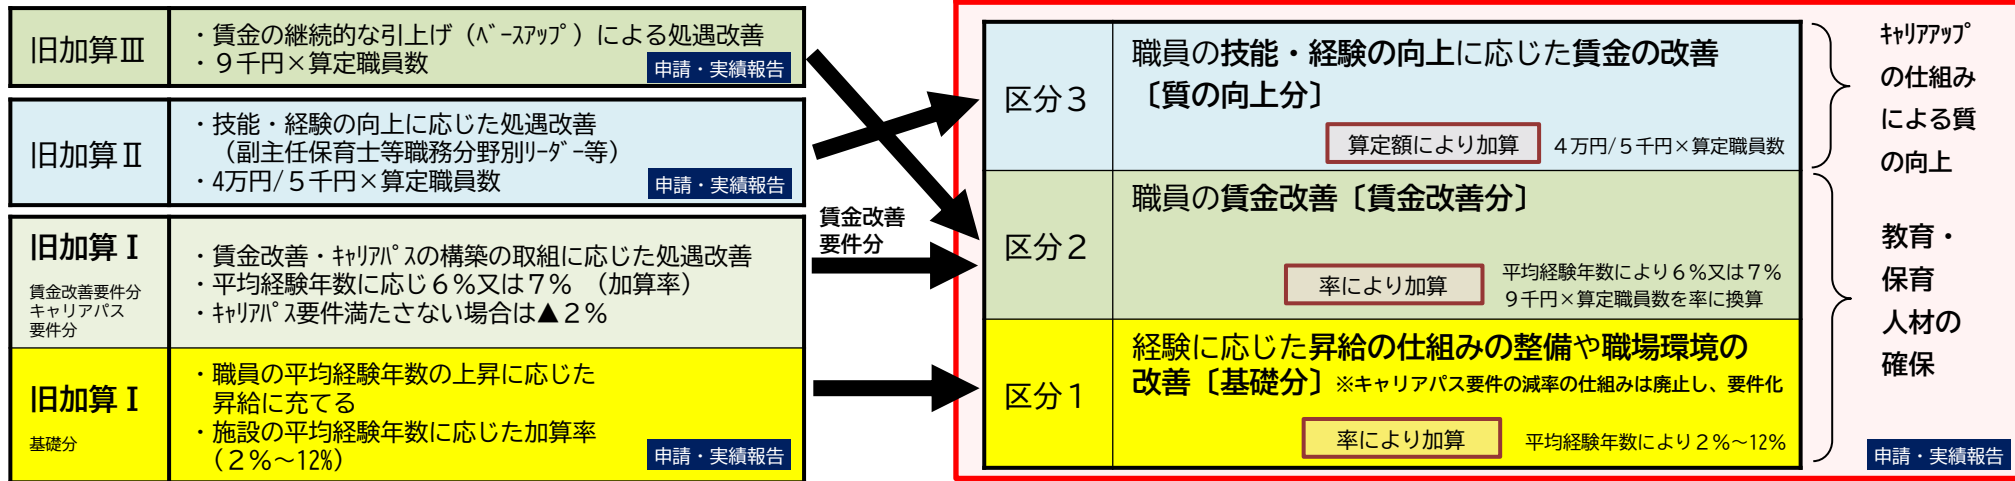 旧加算Ⅲ
・賃金の継続的な引上げ（ﾍﾞｰｽｱｯﾌﾟ）による処遇改善
・９千円×算定職員数
申請・実績報告
旧加算Ⅱ
・技能・経験の向上に応じた処遇改善
（副主任保育士等職務分野別ﾘｰﾀﾞｰ等）
・4万円/５千円×算定職員数
申請・実績報告
旧加算Ⅰ
賃金改善要件分
キャリアパス
要件分
・賃金改善・ｷｬﾘｱﾊﾟｽの構築の取組に応じた処遇改善
・平均経験年数に応じ６％又は７％　（加算率）
・ｷｬﾘｱﾊﾟｽ要件満たさない場合は▲２％
旧加算Ⅰ
基礎分
・職員の平均経験年数の上昇に応じた
昇給に充てる
・施設の平均経験年数に応じた加算率
(２％～12%)
申請・実績報告
賃金改善
要件分
区分３
職員の技能・経験の向上に応じた賃金の改善
〔質の向上分〕
算定額により加算
４万円/５千円×算定職員数
区分２
職員の賃金改善〔賃金改善分〕
率により加算
平均経験年数により６％又は７％
９千円×算定職員数を率に換算
区分１
経験に応じた昇給の仕組みの整備や職場環境の
改善〔基礎分〕※キャリアパス要件の減率の仕組みは廃止し、要件化
率により加算
平均経験年数により２％～12%
ｷｬﾘｱｱｯﾌﾟ
の仕組み
による質
の向上
教育・
保育
人材の
確保
申請・実績報告